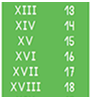 XIII 13
XIV 14
XV 15
XVI 16
XVII 17
XVIII 18